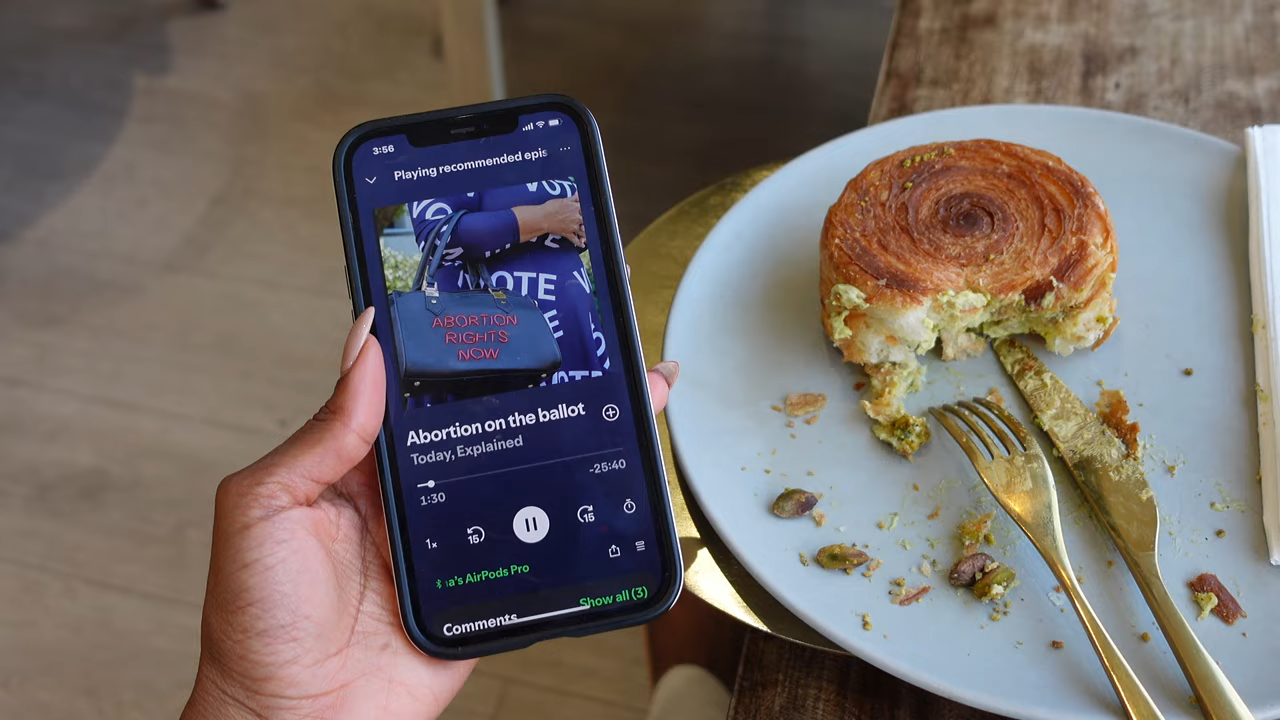 3:56
Playing recommended epis
VOTE
VOTE
ABORTION
RIGHTS
NOW
Abortion on the ballot
Today, Explained
1:30
-25:40
1x
15
15
a's AirPods Pro
Show all (3)
Comments